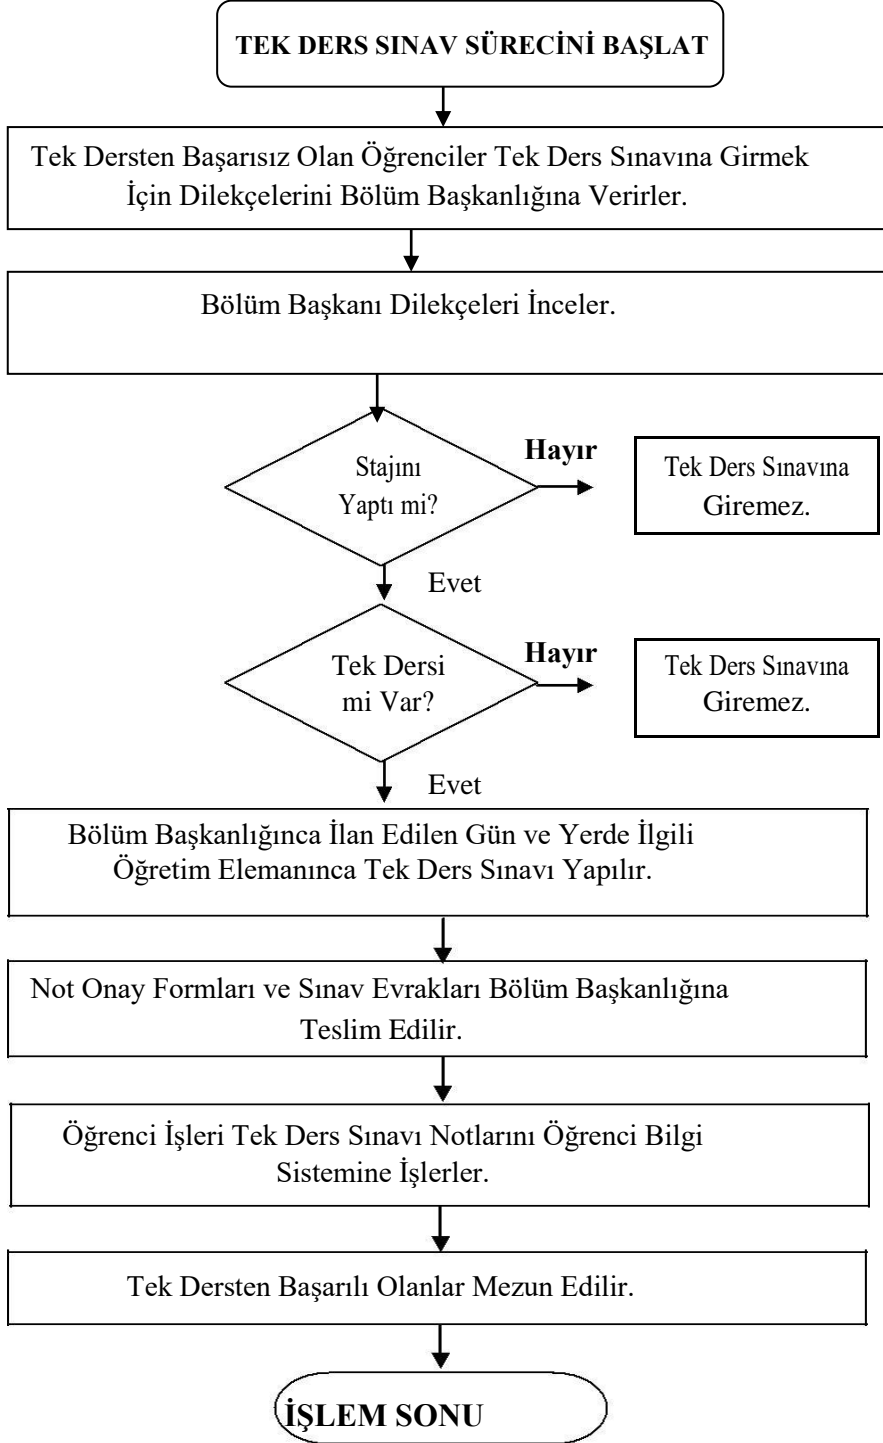 TEK DERS SINAV SÜRECİNİ BAŞLAT
Tek Dersten Başarısız Olan Öğrenciler Tek Ders Sınavına Girmek
İçin Dilekçelerini Bölüm Başkanlığına Verirler.
Bölüm Başkanı Dilekçeleri İnceler.
Stajını
Yaptı mi?
Hayır
Tek Ders Sınavına
Giremez.
Evet
Tek Dersi
mi Var?
Hayır
Tek Ders Sınavına
Giremez.
Evet
Bölüm Başkanlığınca İlan Edilen Gün ve Yerde İlgili
Öğretim Elemanınca Tek Ders Sınavı Yapılır.
Not Onay Formları ve Sınav Evrakları Bölüm Başkanlığına
Teslim Edilir.
Öğrenci İşleri Tek Ders Sınavı Notlarını Öğrenci Bilgi
Sistemine İşlerler.
Tek Dersten Başarılı Olanlar Mezun Edilir.
İŞLEM SONU